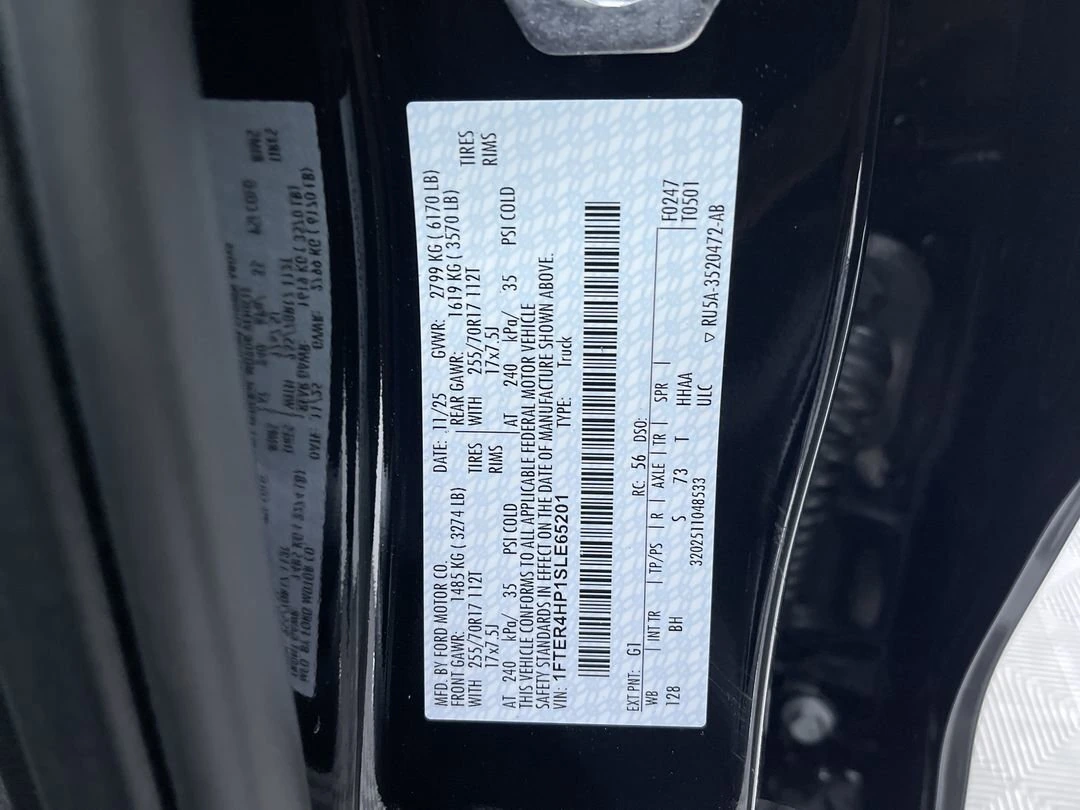 MFD. BY FORD MOTOR CO. DATE: 11/25 GVWR: 2799 KG ( 6170 LB)
FRONT GAWR: 1485 KG ( 3274 LB) REAR GAWR: 1619 KG ( 3570 LB)
WITH 255/70R17 112T TIRES WITH 255/70R17 112T TIRES
17x7.5J RIMS 17x7.5J RIMS
AT 240 kPa/ 35 PSI COLD AT 240 kPa/ 35 PSI COLD
THIS VEHICLE CONFORMS TO ALL APPLICABLE FEDERAL MOTOR VEHICLE
SAFETY STANDARDS IN EFFECT ON THE DATE OF MANUFACTURE SHOWN ABOVE.
VIN: 1FTER4HP1SLE65201 TYPE: Truck
EXT PNT: G1 RC: 56 DSO: F0247
WB | INT TR | TP/PS | R | AXLE | TR | SPR | T0501
128 BH S 73 T HHAA
3202511048533 ULC
▽ RU5A-3520472-AB